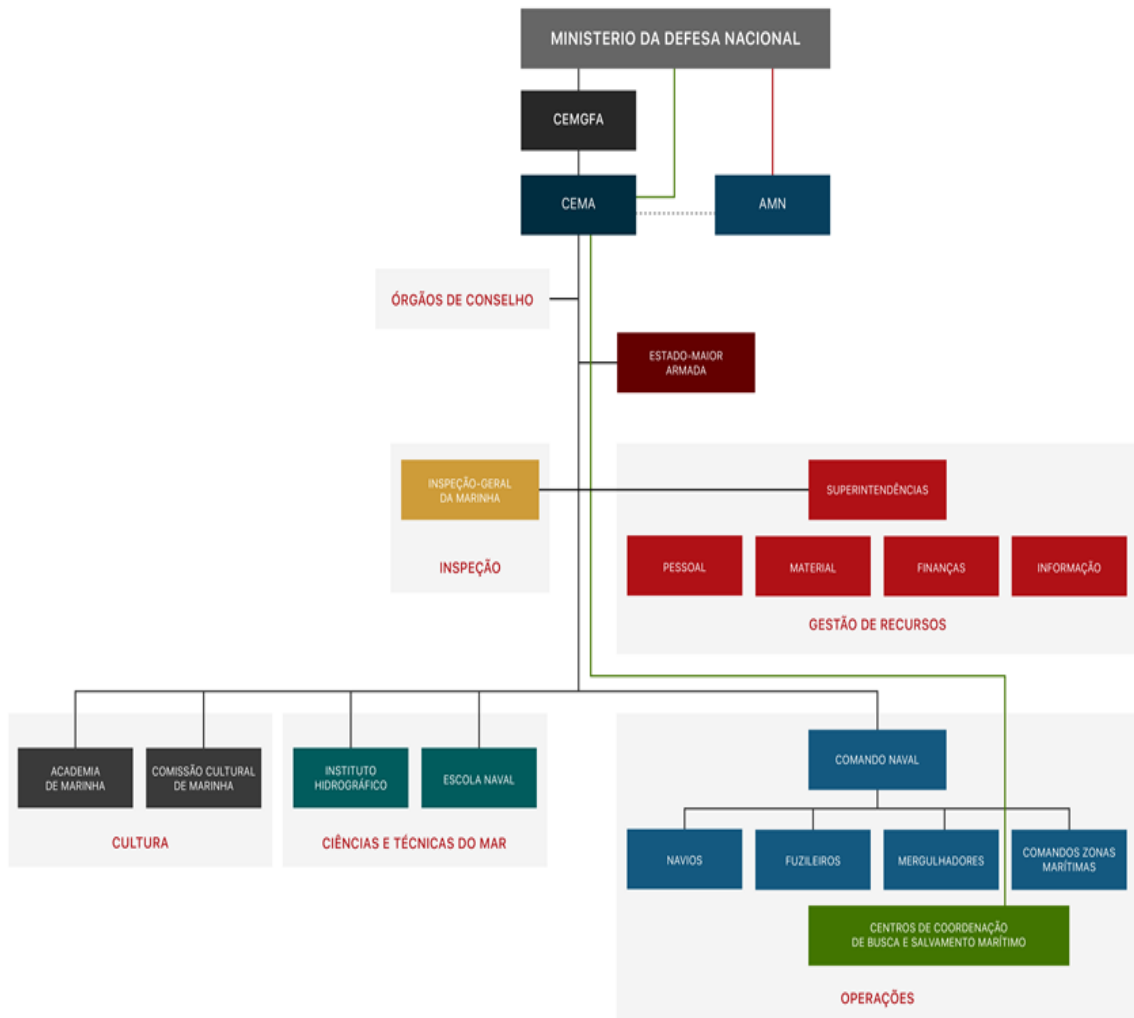 MINISTERIO DA DEFESA NACIONAL
CEMGFA
CEMA
AMN
ÓRGÃOS DE CONSELHO
ESTADO-MAIOR
ARMADA
INSPEÇÃO-GERAL
DA MARINHA
INSPEÇÃO
SUPERINTENDÊNCIAS
PESSOAL
MATERIAL
FINANÇAS
INFORMAÇÃO
GESTÃO DE RECURSOS
ACADEMIA
DE MARINHA
COMISSÃO CULTURAL
DE MARINHA
CULTURA
INSTITUTO
HIDROGRÁFICO
ESCOLA NAVAL
CIÊNCIAS E TÉCNICAS DO MAR
COMANDO NAVAL
NAVIOS
FUZILEIROS
MERGULHADORES
COMANDOS ZONAS
MARÍTIMAS
CENTROS DE COORDENAÇÃO
DE BUSCA E SALVAMENTO MARÍTIMO
OPERAÇÕES